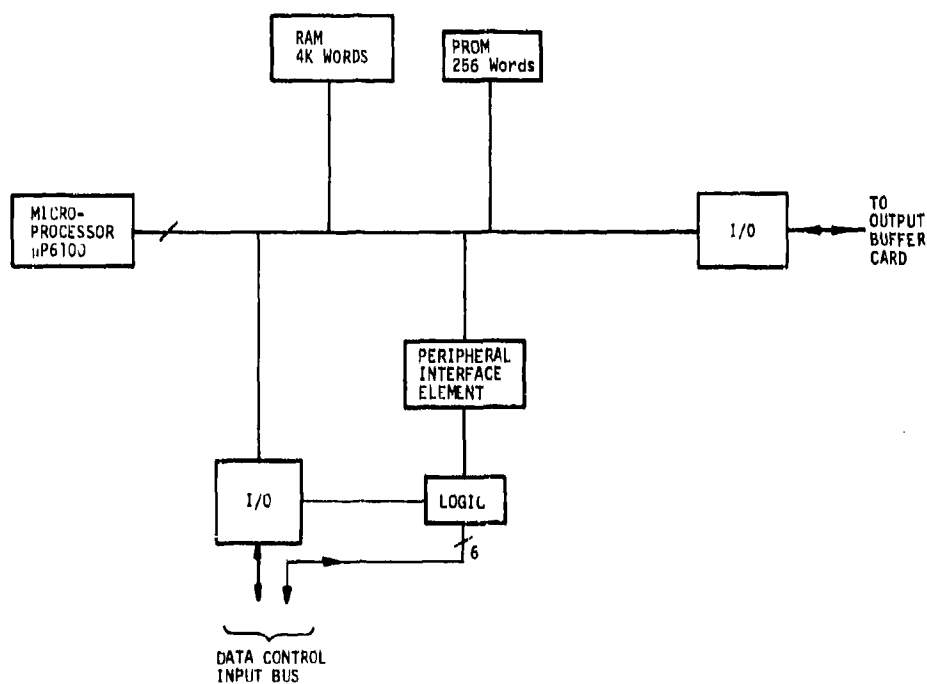 RAM
4K WORDS
PROM
256 Words
MICRO-
PROCESSOR
μP6100
I/O
TO
OUTPUT
BUFFER
CARD
PERIPHERAL
INTERFACE
ELEMENT
I/O
LOGIC
6
DATA CONTROL
INPUT BUS